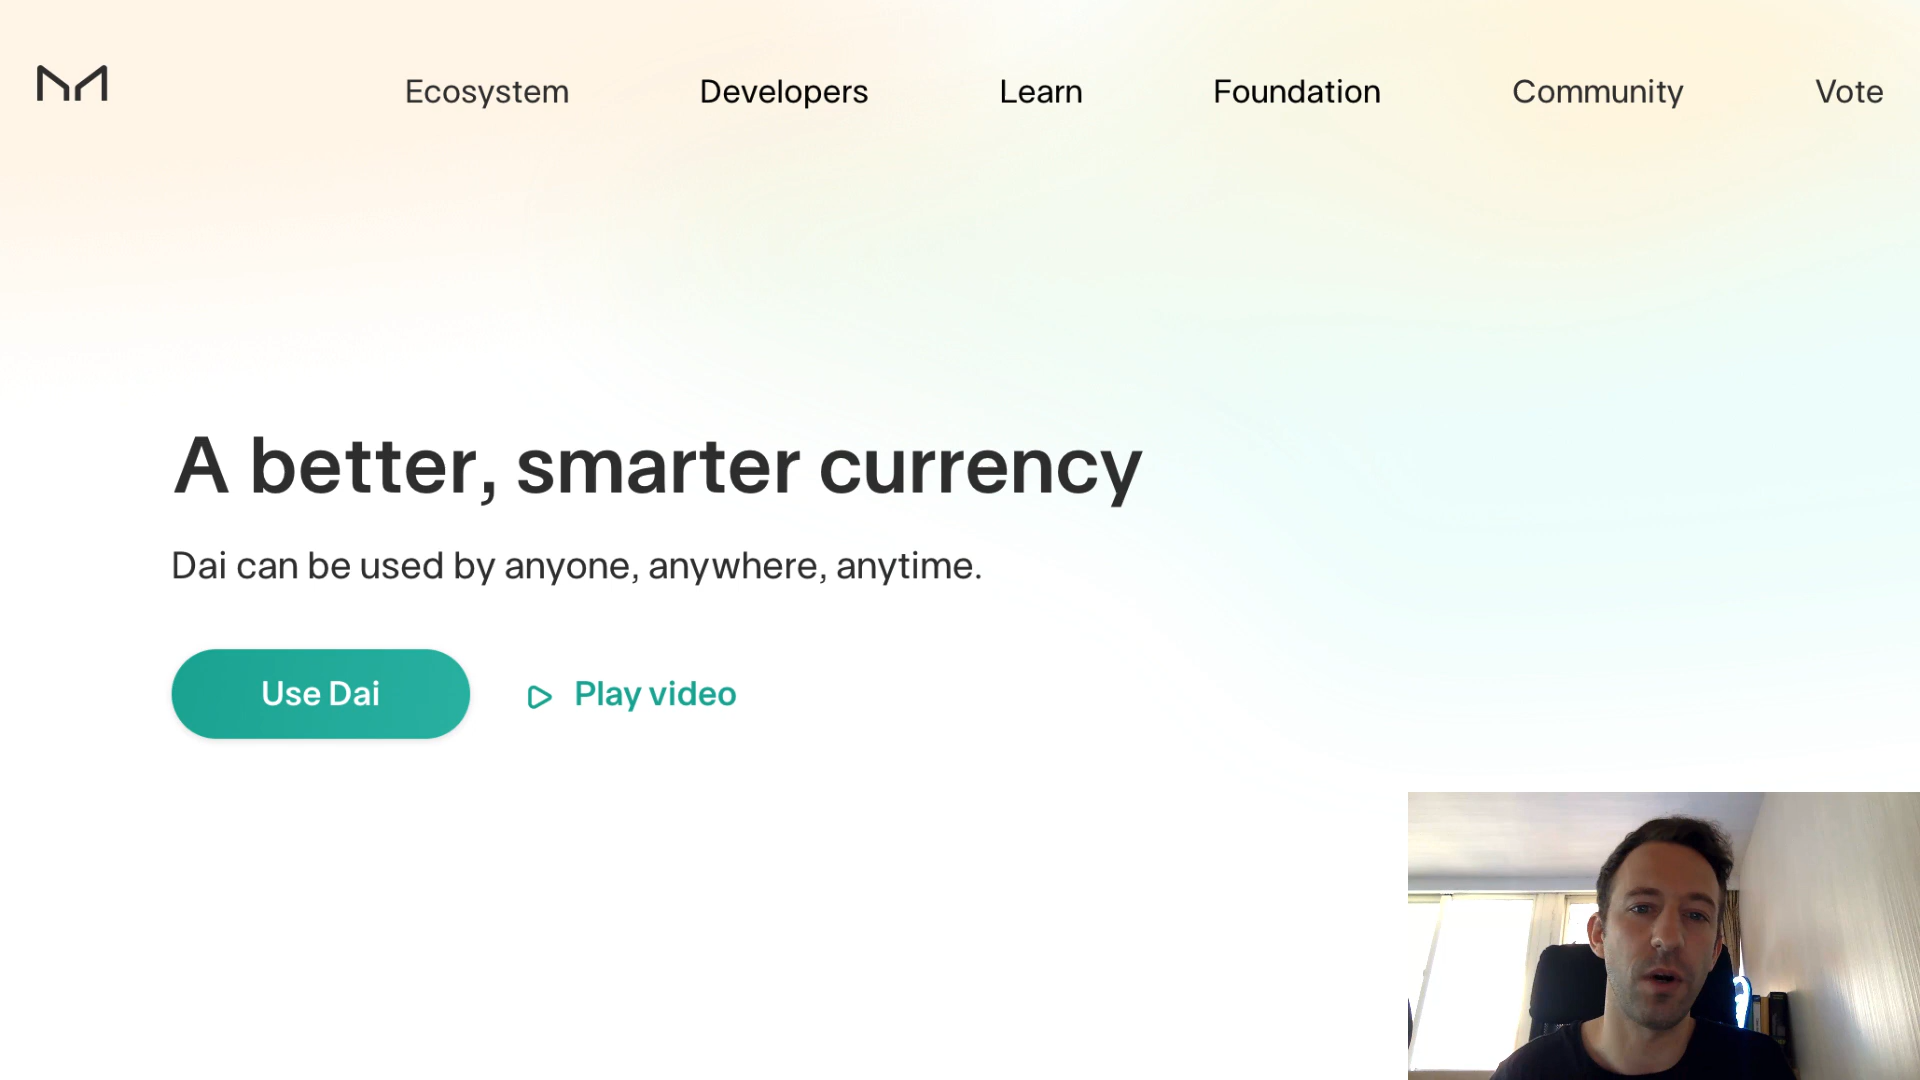 Ecosystem Developers Learn Foundation Community Vote
A better, smarter currency
Dai can be used by anyone, anywhere, anytime.
Use Dai Play video